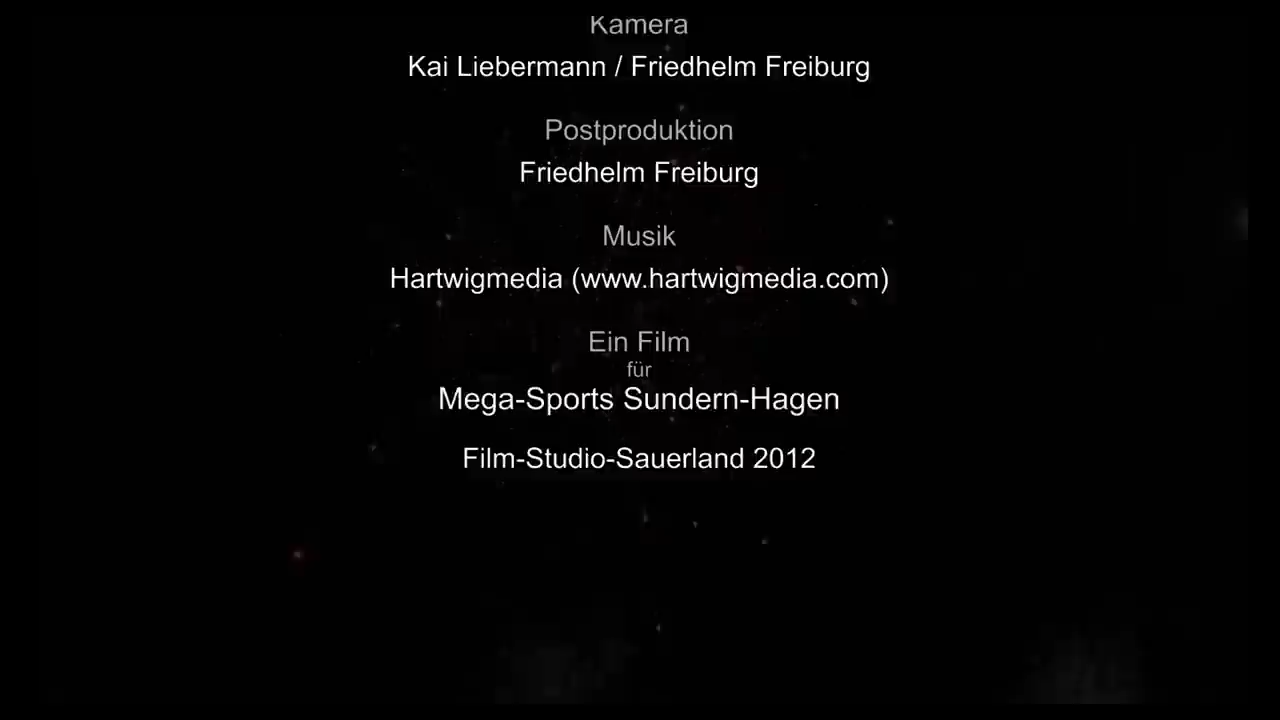 Kamera
Kai Liebermann / Friedhelm Freiburg
Postproduktion
Friedhelm Freiburg
Musik
Hartwigmedia (www.hartwigmedia.com)
Ein Film
für
Mega-Sports Sundern-Hagen
Film-Studio-Sauerland 2012